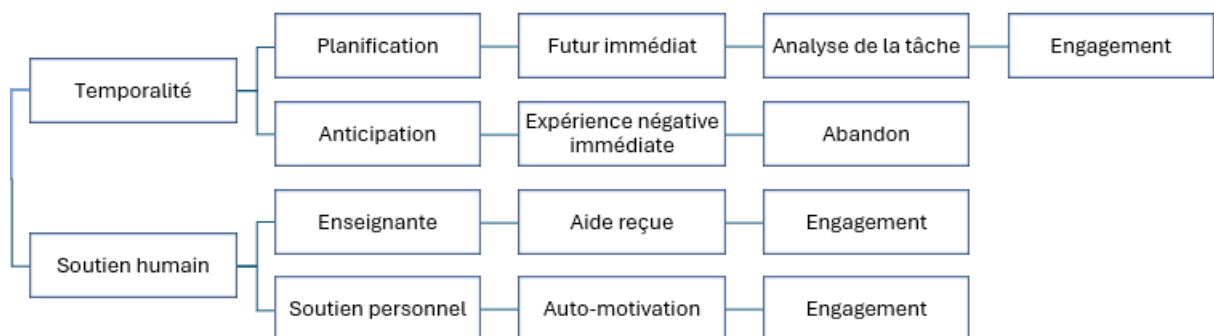 Temporalité
Planification
Futur immédiat
Analyse de la tâche
Engagement
Anticipation
Expérience négative
immédiate
Abandon
Soutien humain
Enseignante
Aide reçue
Engagement
Soutien personnel
Auto-motivation
Engagement